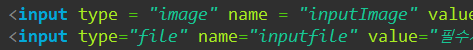 <input type = "image" name = "inputImage" value
<input type="file" name="inputfile" value="필수